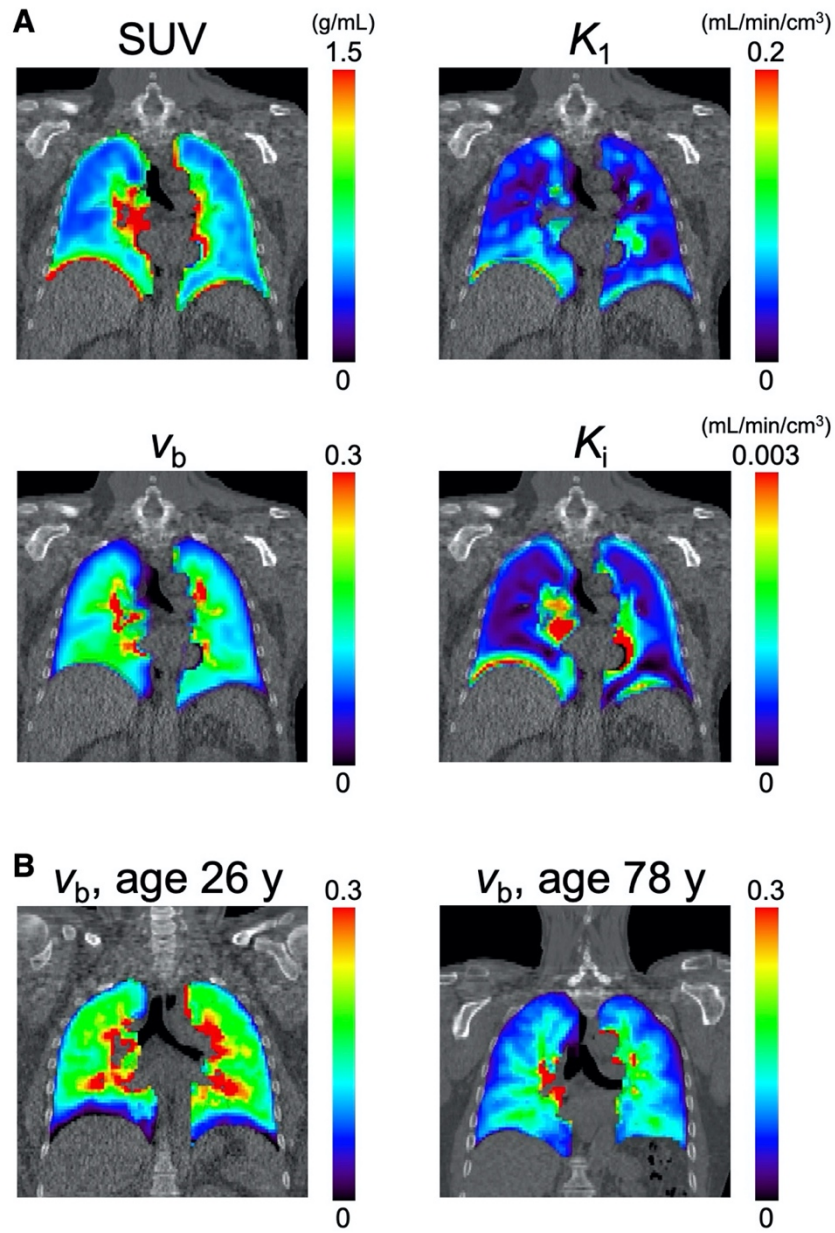 A
SUV
(g/mL)
1.5
0
K1
(mL/min/cm³)
0.2
0
vb
0.3
0
Ki
(mL/min/cm³)
0.003
0
B
vb, age 26 y
0.3
0
vb, age 78 y
0.3
0